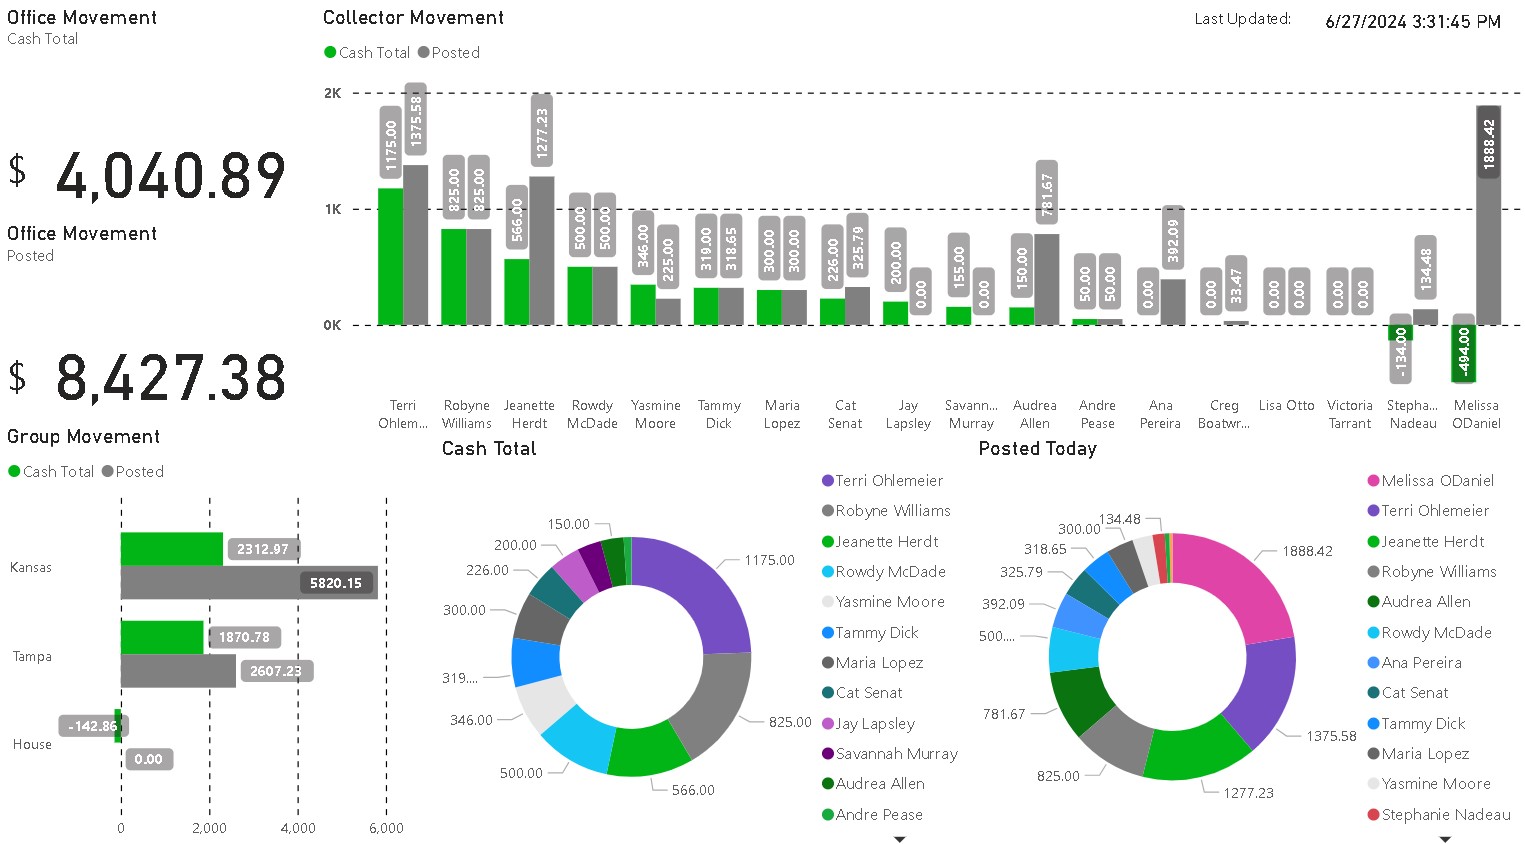 Office Movement
Cash Total
$ 4,040.89
Office Movement
Posted
$ 8,427.38
Collector Movement
Cash Total Posted
Last Updated: 6/27/2024 3:31:45 PM
2K
1K
0K
1175.00 1375.58 825.00 825.00 566.00 1277.23 500.00 500.00 346.00 225.00 319.00 318.65 300.00 300.00 226.00 325.79 200.00 0.00 155.00 0.00 150.00 781.67 50.00 50.00 0.00 392.09 0.00 33.47 0.00 0.00 0.00 0.00 -134.00 134.48 -494.00 1888.42
Terri Robyne Jeanette Rowdy Yasmine Tammy Maria Cat Jay Savann... Audrea Andre Ana Creg Lisa Otto Victoria Stepha... Melissa
Ohlem... Williams Herdt McDade Moore Dick Lopez Senat Lapsley Murray Allen Pease Pereira Boatwr... Tarrant Nadeau ODaniel
Group Movement
Cash Total Posted
Kansas
2312.97
5820.15
Tampa
1870.78
2607.23
House
-142.86
0.00
0 2,000 4,000 6,000
Cash Total
1175.00
825.00
566.00
500.00
346.00
319....
300.00
226.00
200.00
150.00
Terri Ohlemeier
Robyne Williams
Jeanette Herdt
Rowdy McDade
Yasmine Moore
Tammy Dick
Maria Lopez
Cat Senat
Jay Lapsley
Savannah Murray
Audrea Allen
Andre Pease
Posted Today
1888.42
1375.58
1277.23
825.00
781.67
500....
392.09
325.79
318.65
300.00
134.48
Melissa ODaniel
Terri Ohlemeier
Jeanette Herdt
Robyne Williams
Audrea Allen
Rowdy McDade
Ana Pereira
Cat Senat
Tammy Dick
Maria Lopez
Yasmine Moore
Stephanie Nadeau